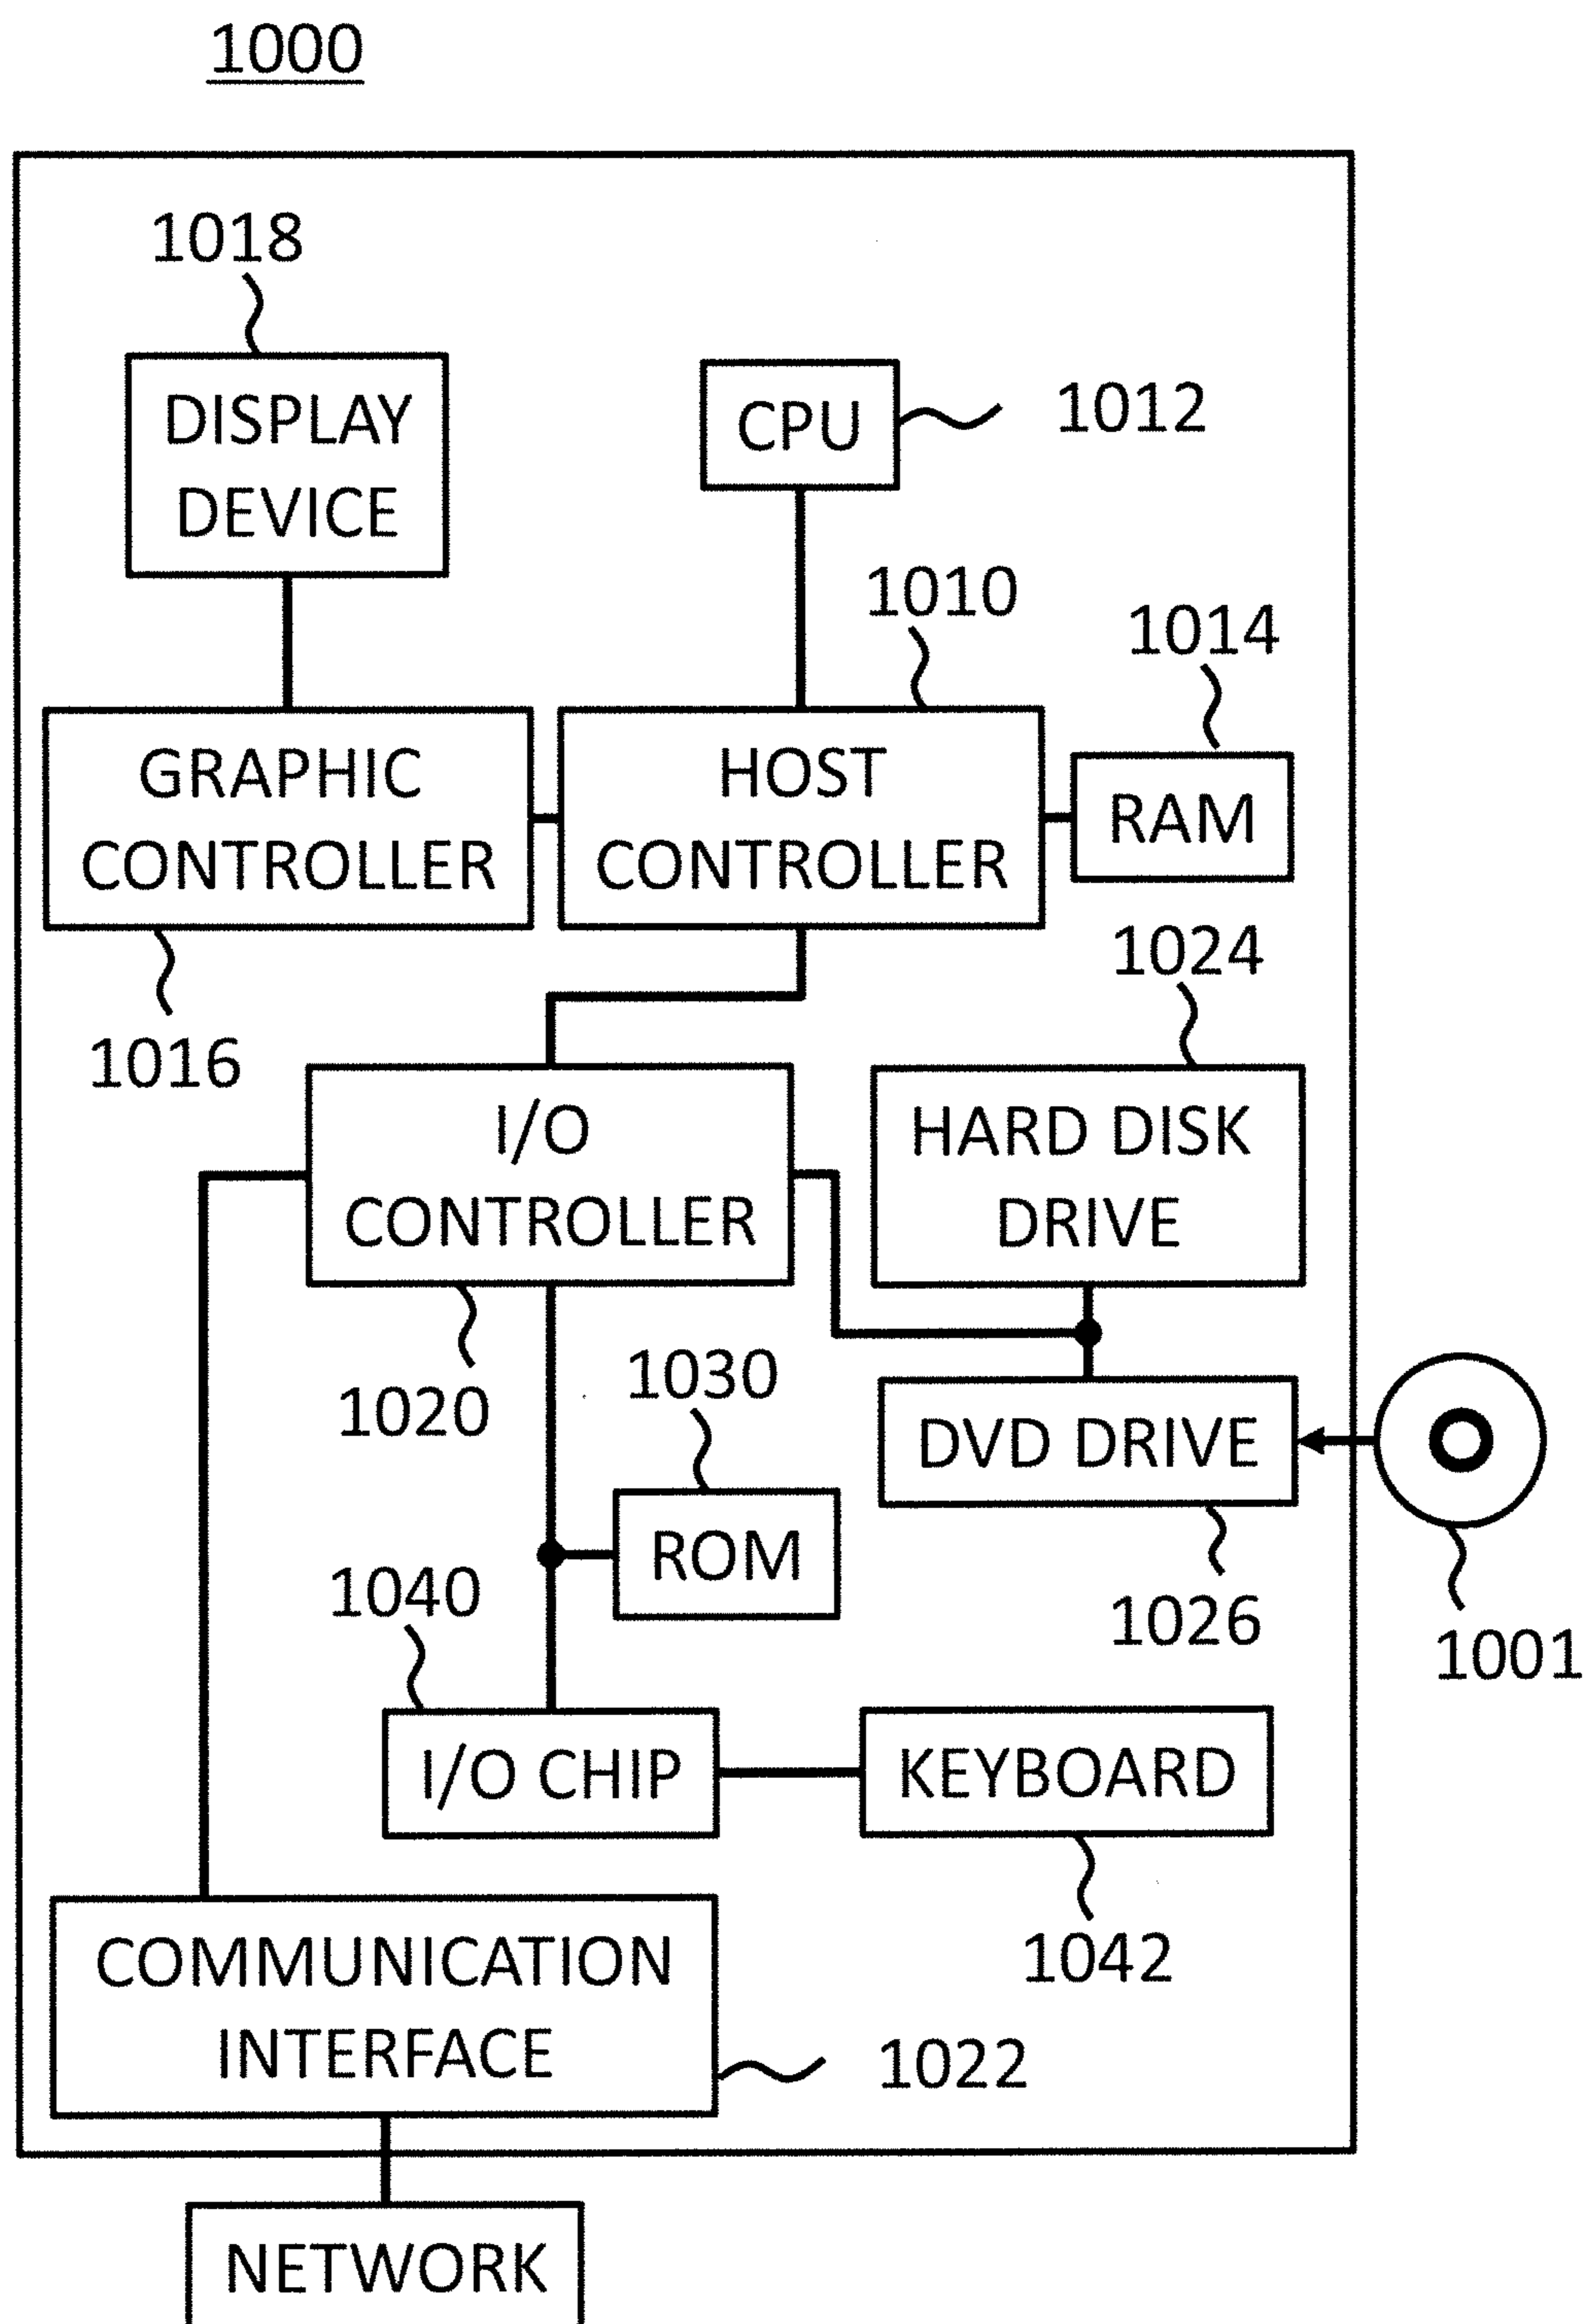 1000
1018
DISPLAY
DEVICE
CPU
1012
1010
1014
GRAPHIC
CONTROLLER
HOST
CONTROLLER
RAM
1016
1024
I/O
CONTROLLER
HARD DISK
DRIVE
1020
1030
DVD DRIVE
ROM
1040
1026
1001
I/O CHIP
KEYBOARD
1042
COMMUNICATION
INTERFACE
1022
NETWORK